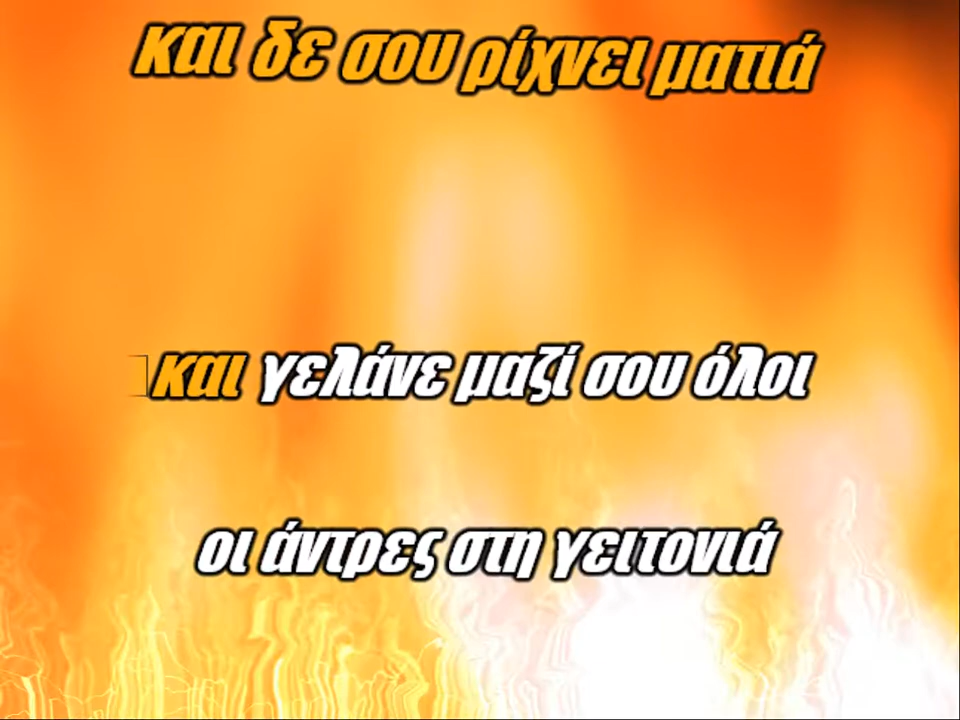 και δε σου ρίχνει ματιά
και γελάνε μαζί σου όλοι
οι άντρες στη γειτονιά